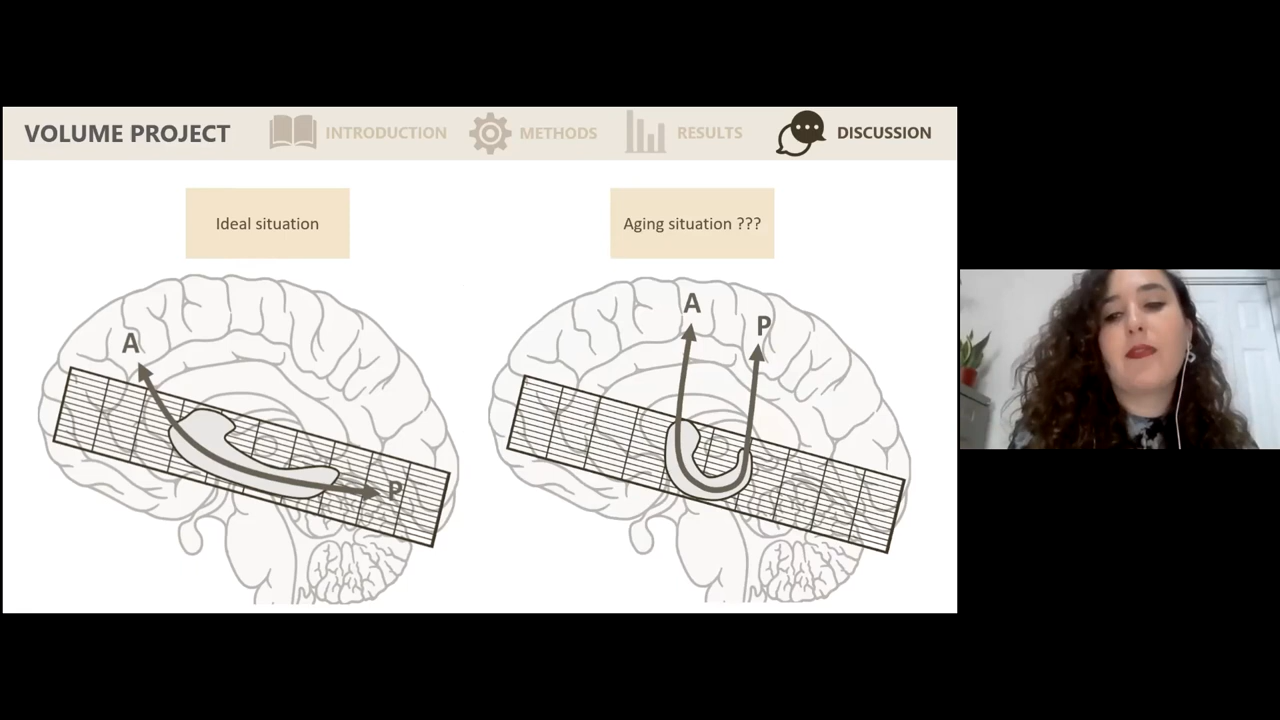 VOLUME PROJECT
INTRODUCTION
METHODS
RESULTS
DISCUSSION
Ideal situation
Aging situation ???
A
P
A
P